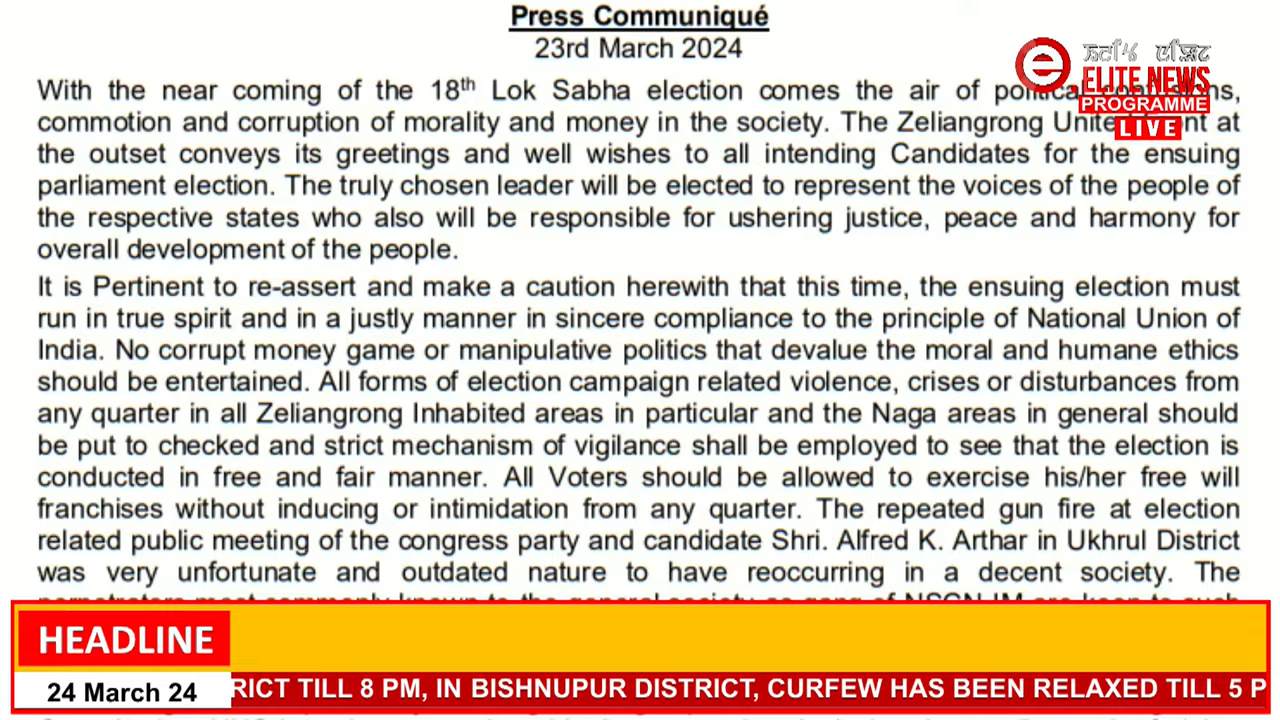 Press Communiqué
23rd March 2024
With the near coming of the 18th Lok Sabha election comes the air of political
commotion and corruption of morality and money in the society. The Zeliangrong United Front at
the outset conveys its greetings and well wishes to all intending Candidates for the ensuing
parliament election. The truly chosen leader will be elected to represent the voices of the people of
the respective states who also will be responsible for ushering justice, peace and harmony for
overall development of the people.
It is Pertinent to re-assert and make a caution herewith that this time, the ensuing election must
run in true spirit and in a justly manner in sincere compliance to the principle of National Union of
India. No corrupt money game or manipulative politics that devalue the moral and humane ethics
should be entertained. All forms of election campaign related violence, crises or disturbances from
any quarter in all Zeliangrong Inhabited areas in particular and the Naga areas in general should
be put to checked and strict mechanism of vigilance shall be employed to see that the election is
conducted in free and fair manner. All Voters should be allowed to exercise his/her free will
franchises without inducing or intimidation from any quarter. The repeated gun fire at election
related public meeting of the congress party and candidate Shri. Alfred K. Arthar in Ukhrul District
was very unfortunate and outdated nature to have reoccurring in a decent society. The
e
ELITE NEWS
PROGRAMME
LIVE
HEADLINE
24 March 24
RICT TILL 8 PM, IN BISHNUPUR DISTRICT, CURFEW HAS BEEN RELAXED TILL 5 P